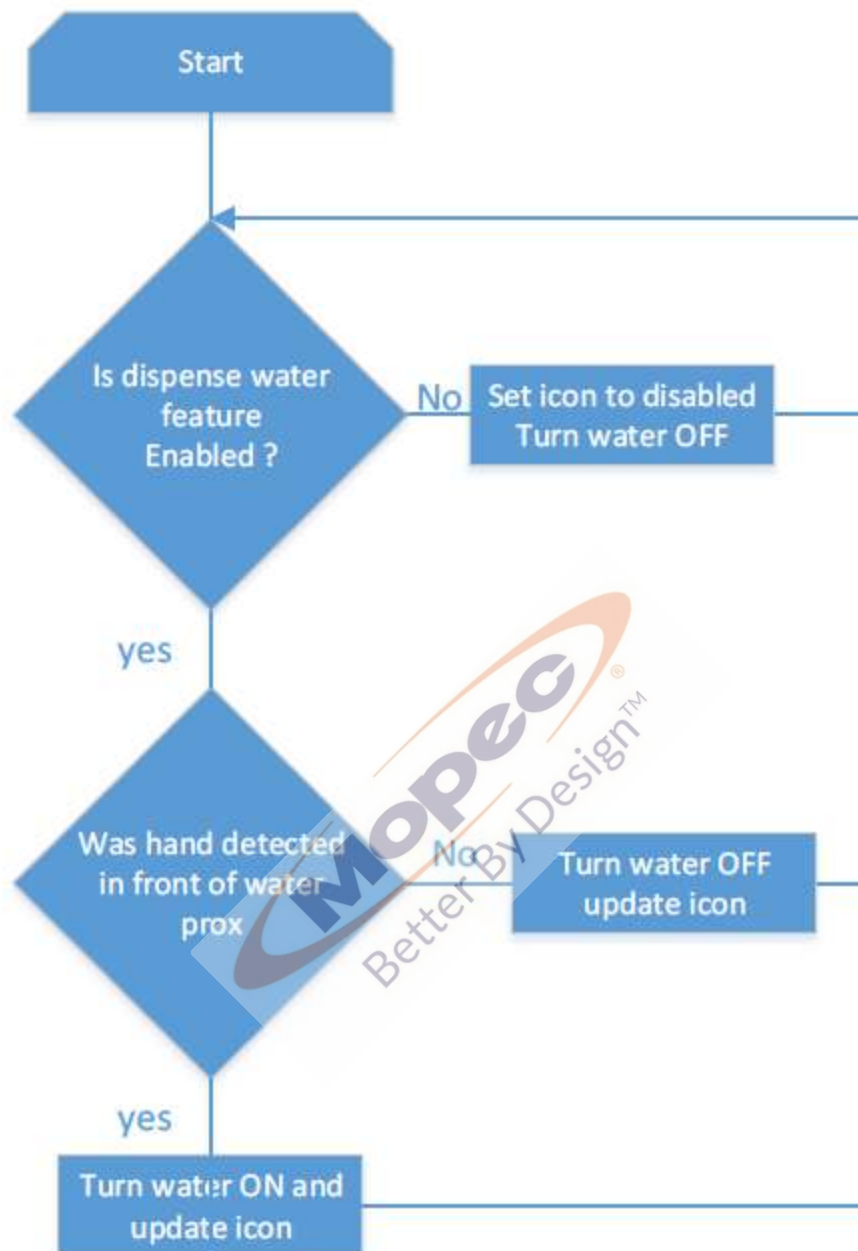 Start
Is dispense water
feature
Enabled ?
No
Set icon to disabled
Turn water OFF
yes
Was hand detected
in front of water
prox
No
Turn water OFF
update icon
yes
Turn water ON and
update icon
Mopec®
Better By Design™